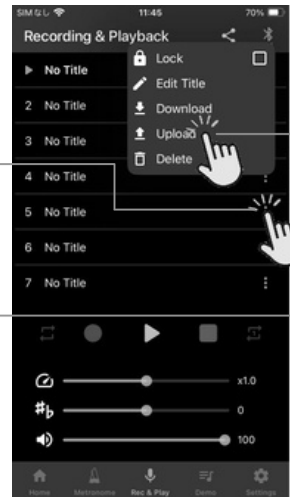 SIMなし 11:45 70%
Recording & Playback
Lock
No Title
Edit Title
2 No Title
Download
3 No Title
Upload
Delete
4 No Title
5 No Title
6 No Title
7 No Title
x1.0
0
100
Home Metronome Rec & Play Demo Settings